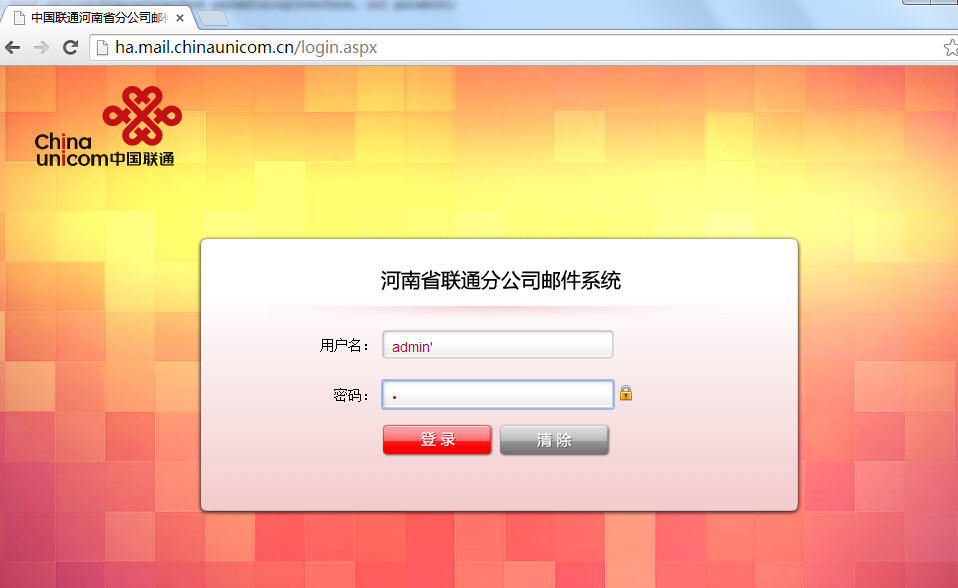 中国联通河南省分公司邮
ha.mail.chinaunicom.cn/login.aspx
China
unicom中国联通
河南省联通分公司邮件系统
用户名：
admin'
密码：
•
登 录
清 除